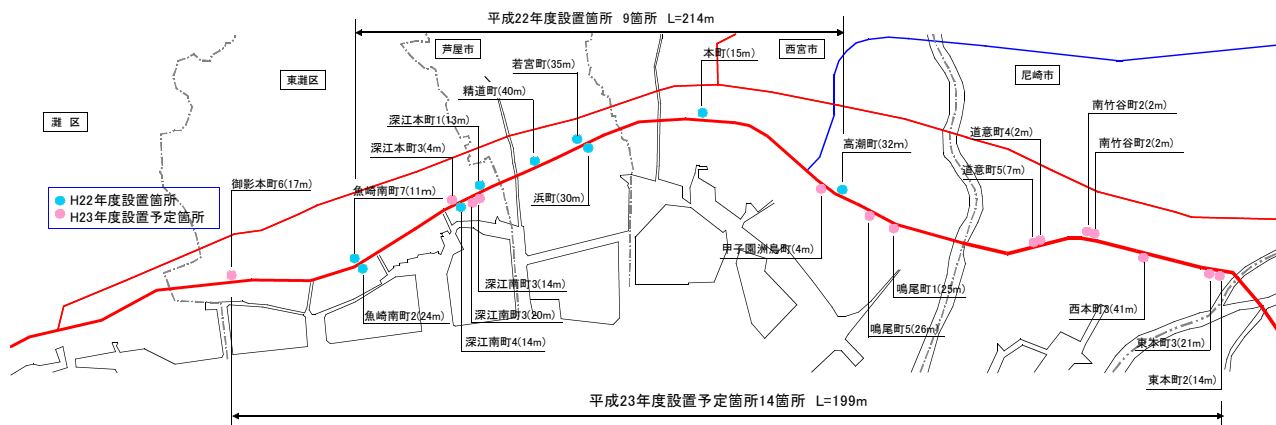 平成22年度設置箇所 9箇所 L=214m
芦屋市
西宮市
東灘区
尼崎市
灘 区
本町(15m)
若宮町(35m)
精道町(40m)
深江本町1(13m)
深江本町3(4m)
御影本町6(17m)
魚崎南町7(11m)
浜町(30m)
高潮町(32m)
道意町4(2m)
道意町5(7m)
南竹谷町2(2m)
南竹谷町2(2m)
H22年度設置箇所
H23年度設置予定箇所
甲子園洲鳥町(4m)
深江南町3(14m)
深江南町3(20m)
深江南町4(14m)
魚崎南町2(24m)
鳴尾町1(25m)
鳴尾町5(26m)
西本町3(41m)
東本町3(21m)
東本町2(14m)
平成23年度設置予定箇所14箇所 L=199m